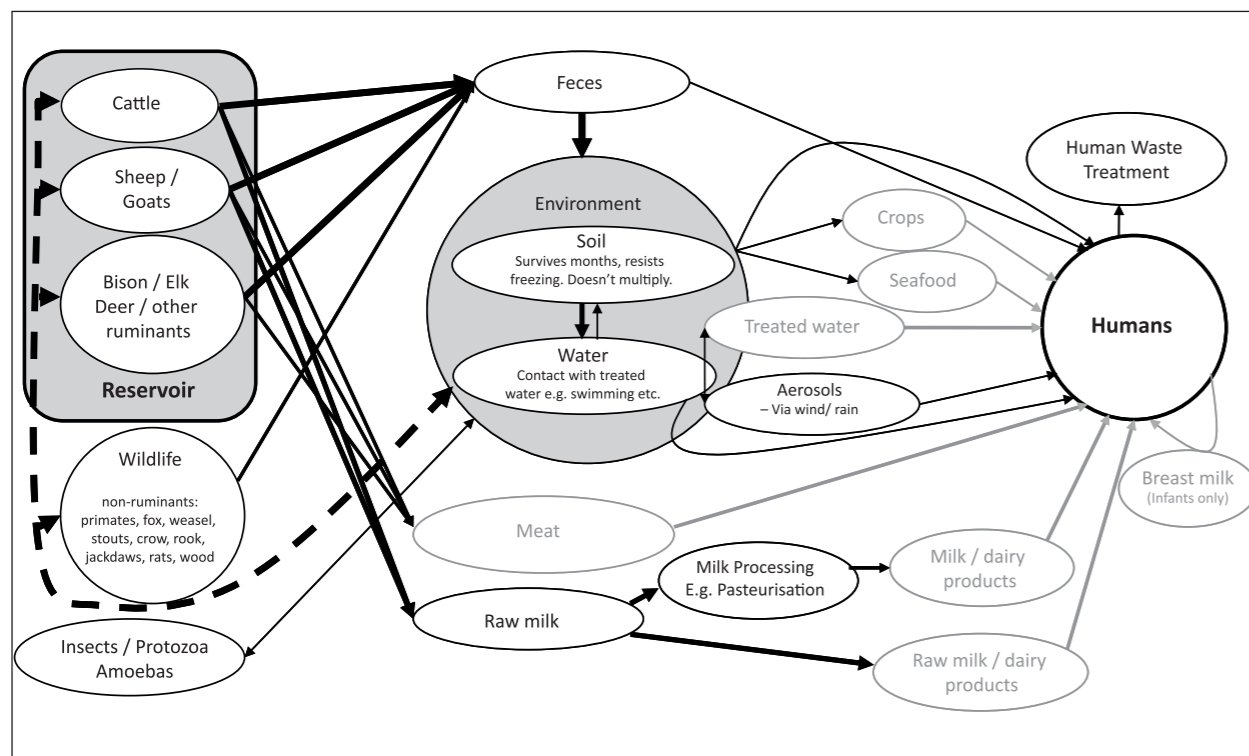 Cattle
Sheep /
Goats
Bison / Elk
Deer / other
ruminants
Reservoir
Wildlife
non-ruminants:
primates, fox, weasel,
stouts, crow, rook,
jackdaws, rats, wood
Insects / Protozoa
Amoebas
Feces
Environment
Soil
Survives months, resists
freezing. Doesn't multiply.
Water
Contact with treated
water e.g. swimming etc.
Meat
Raw milk
Milk Processing
E.g. Pasteurisation
Crops
Seafood
Treated water
Aerosols
– Via wind/ rain
Milk / dairy
products
Raw milk / dairy
products
Human Waste
Treatment
Humans
Breast milk
(Infants only)